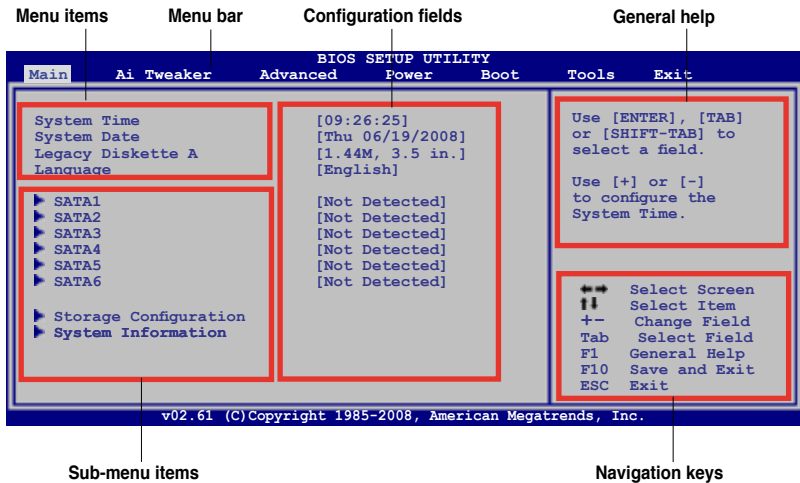 Menu items Menu bar Configuration fields General help
BIOS SETUP UTILITY
Main Ai Tweaker Advanced Power Boot Tools Exit
System Time [09:26:25]
System Date [Thu 06/19/2008]
Legacy Diskette A [1.44M, 3.5 in.]
Language [English]
SATA1 [Not Detected]
SATA2 [Not Detected]
SATA3 [Not Detected]
SATA4 [Not Detected]
SATA5 [Not Detected]
SATA6 [Not Detected]
Storage Configuration
System Information
Use [ENTER], [TAB]
or [SHIFT-TAB] to
select a field.
Use [+] or [-]
to configure the
System Time.
←→ Select Screen
↑↓ Select Item
+- Change Field
Tab Select Field
F1 General Help
F10 Save and Exit
ESC Exit
v02.61 (C)Copyright 1985-2008, American Megatrends, Inc.
Sub-menu items Navigation keys